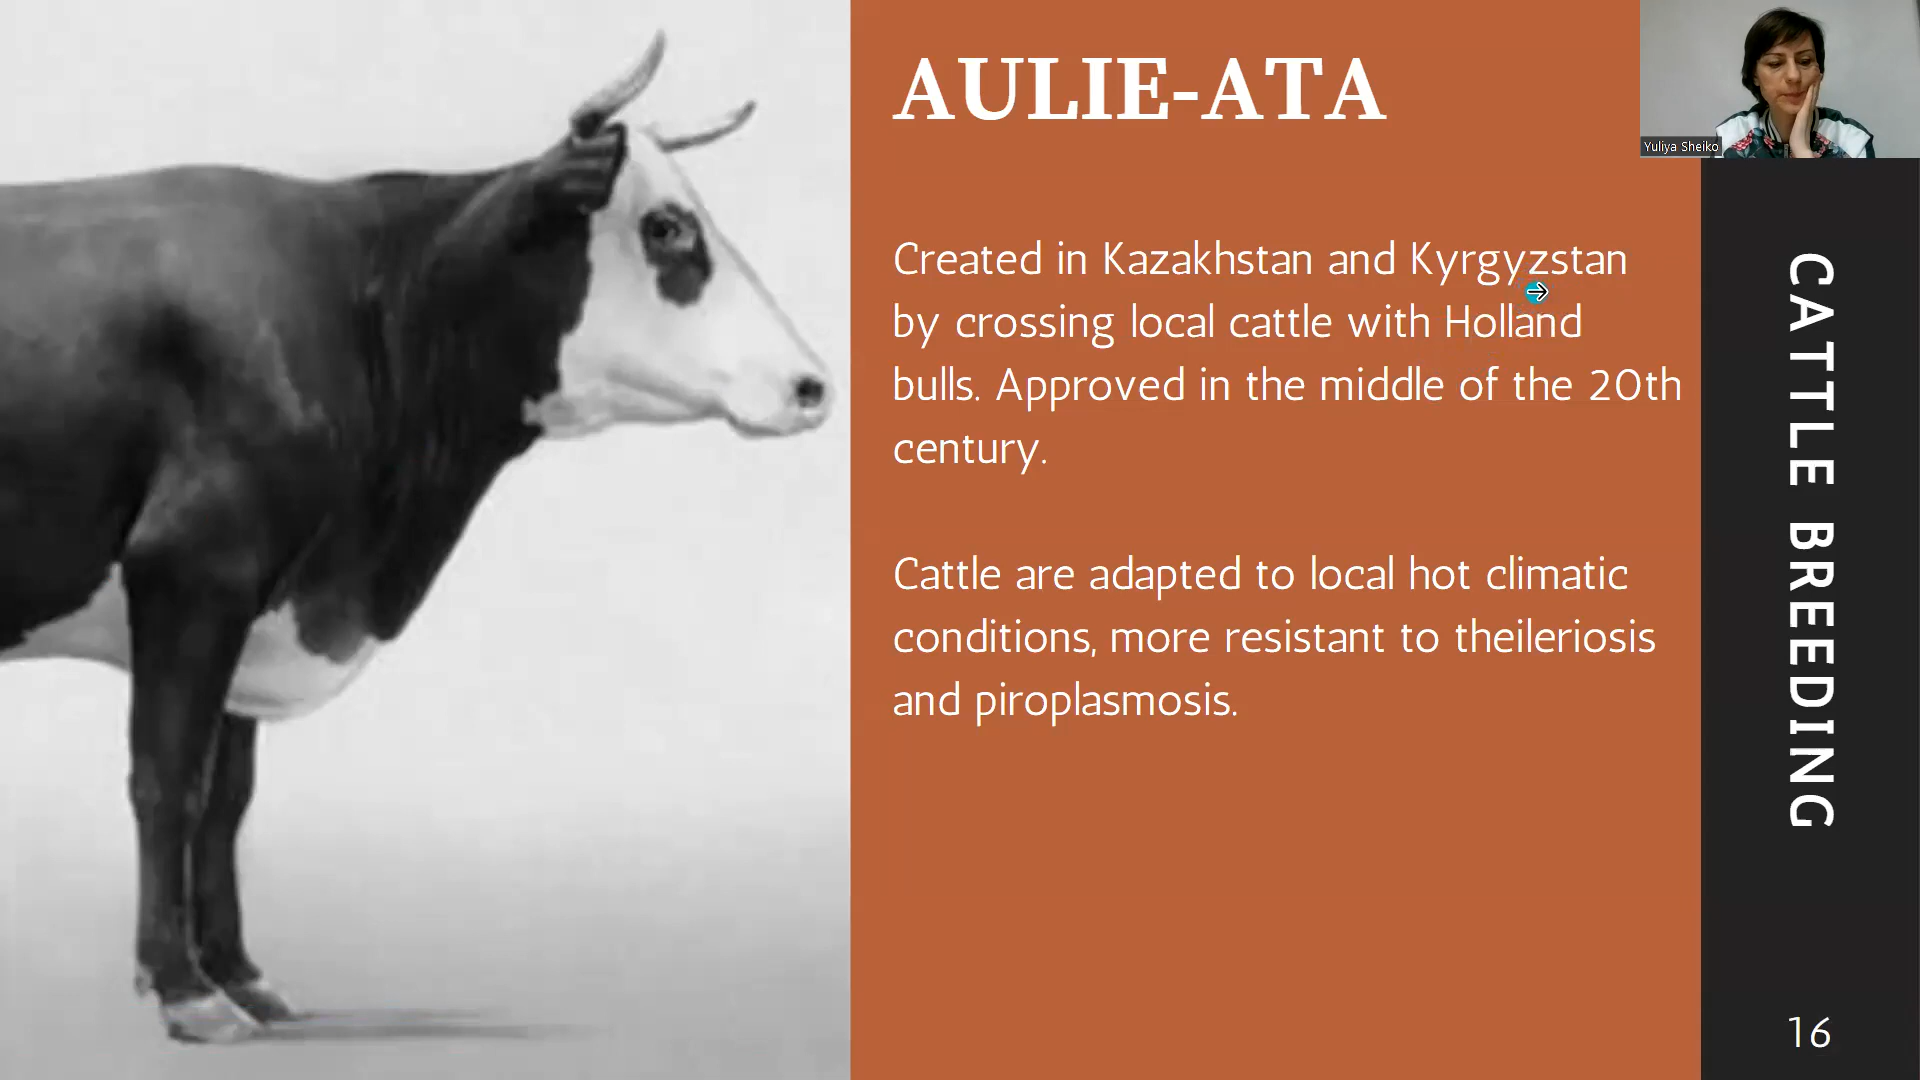 AULIE-ATA
Yuliya Sheiko
Created in Kazakhstan and Kyrgyzstan
by crossing local cattle with Holland
bulls. Approved in the middle of the 20th
century.
Cattle are adapted to local hot climatic
conditions, more resistant to theileriosis
and piroplasmosis.
CATTLE BREEDING
16